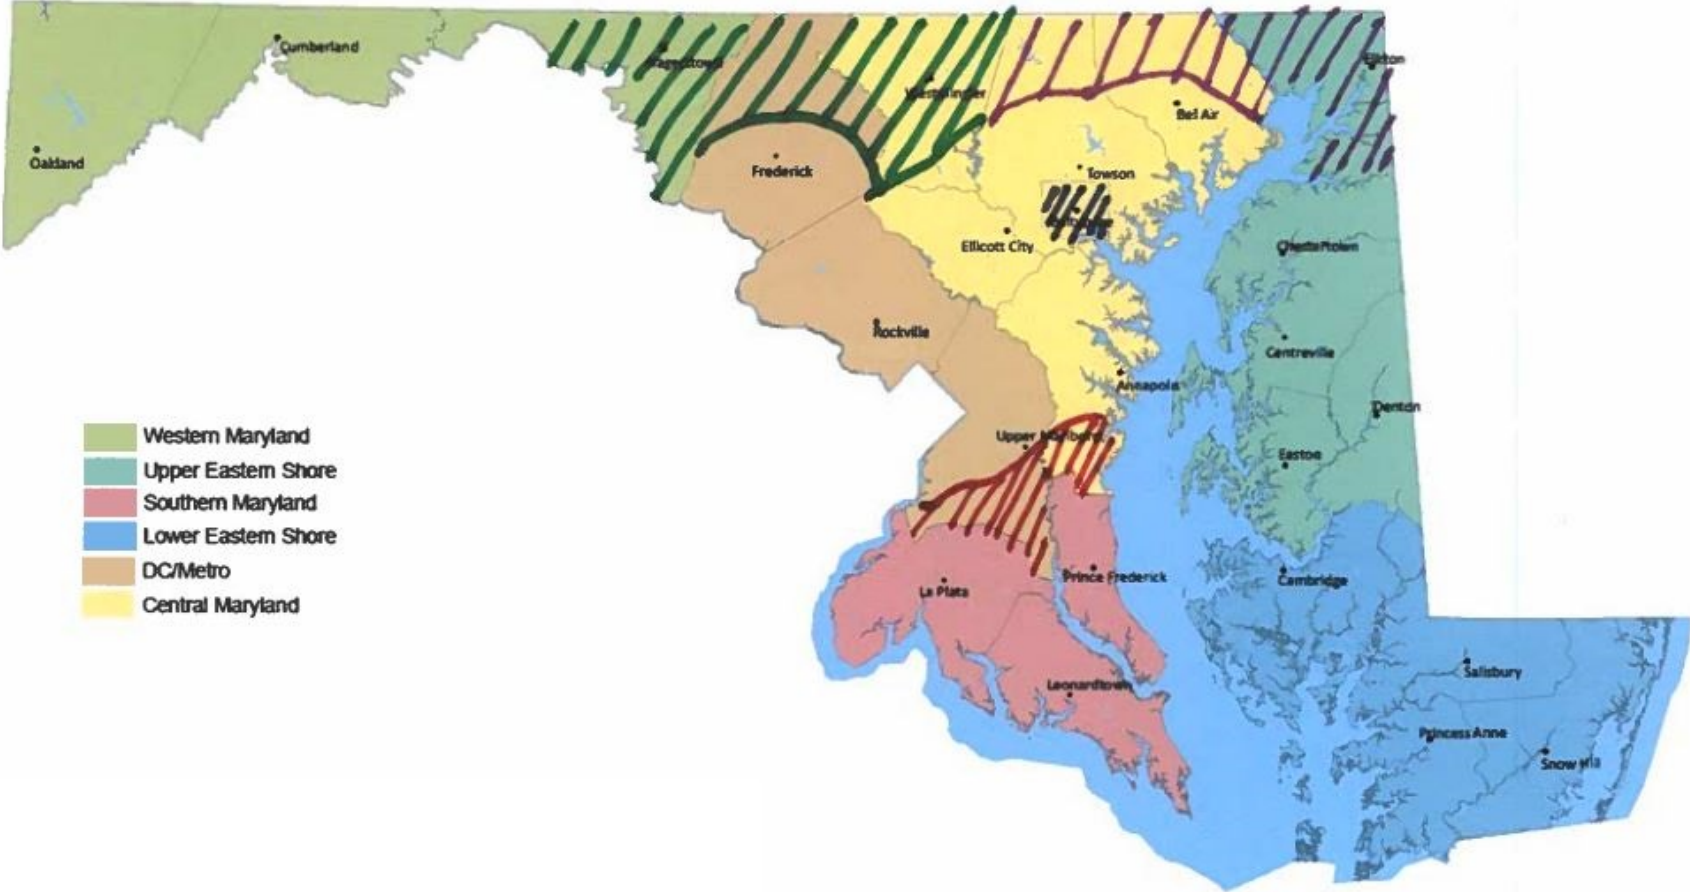 Cumberland
Oakland
Hagerstown
Westminster
Elkton
Bel Air
Frederick
Towson
Ellicott City
Chestertown
Rockville
Centreville
Annapolis
Denton
Upper Marlboro
Easton
Western Maryland
Upper Eastern Shore
Southern Maryland
Lower Eastern Shore
DC/Metro
Central Maryland
La Plata
Prince Frederick
Cambridge
Leonardtown
Salisbury
Princess Anne
Snow Hill